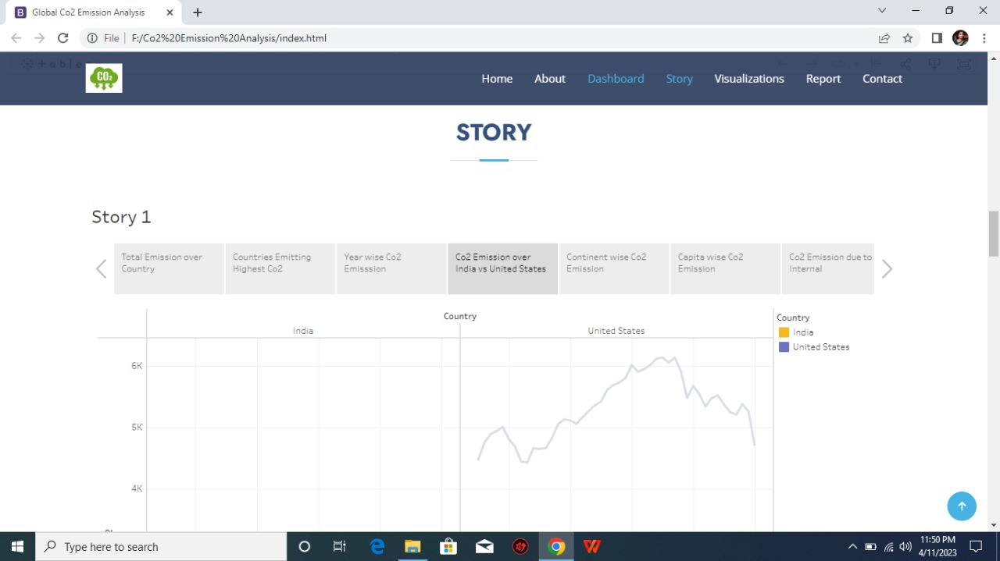 Global Co2 Emission Analysis
File
F:/Co2%20Emission%20Analysis/index.html
CO₂
Home
About
Dashboard
Story
Visualizations
Report
Contact
STORY
Story 1
Total Emission over
Country
Countries Emitting
Highest Co2
Year wise Co2
Emisssion
Co2 Emission over
India vs United States
Continent wise Co2
Emission
Capita wise Co2
Emission
Co2 Emission due to
Internal
Country
India
United States
Country
India
United States
6K
5K
4K
Type here to search
11:50 PM
4/11/2023